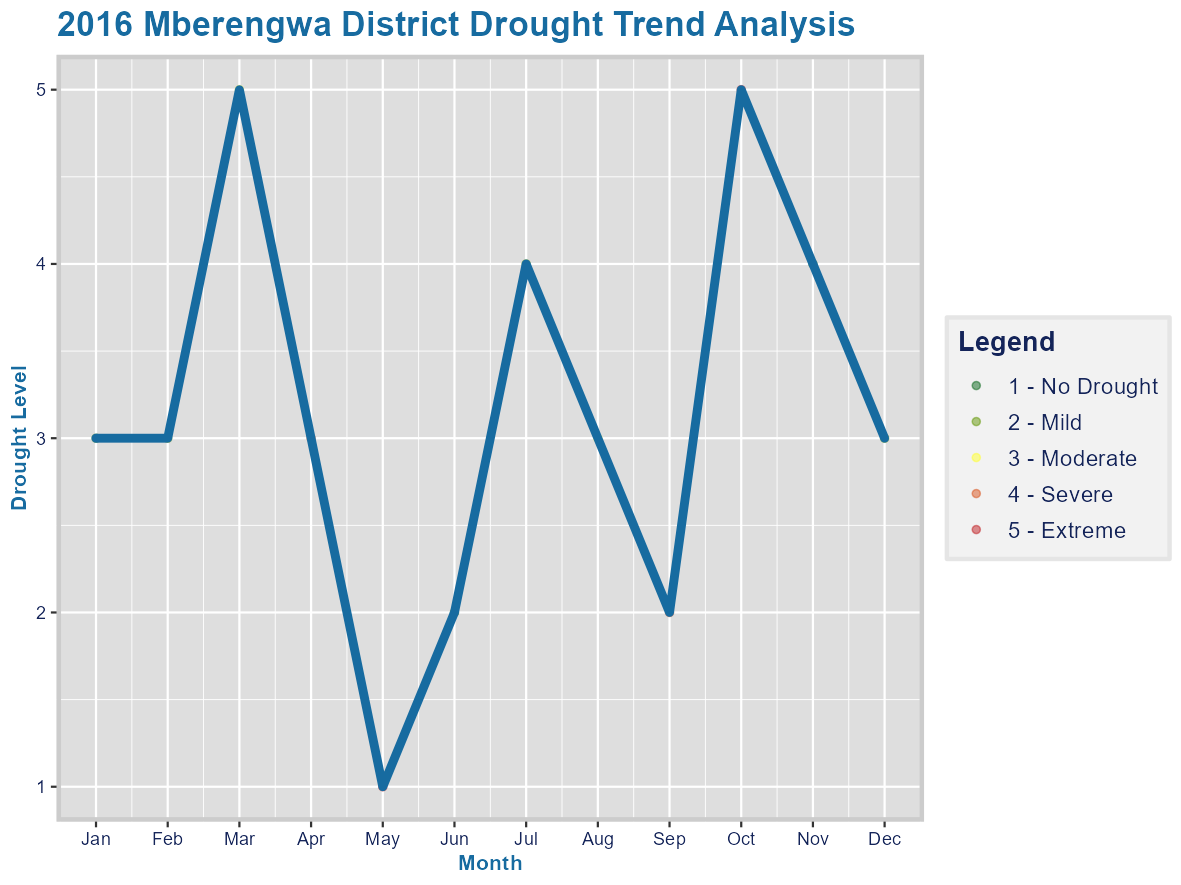 2016 Mberengwa District Drought Trend Analysis
Drought Level
5
4
3
2
1
Jan Feb Mar Apr May Jun Jul Aug Sep Oct Nov Dec
Month
Legend
1 - No Drought
2 - Mild
3 - Moderate
4 - Severe
5 - Extreme